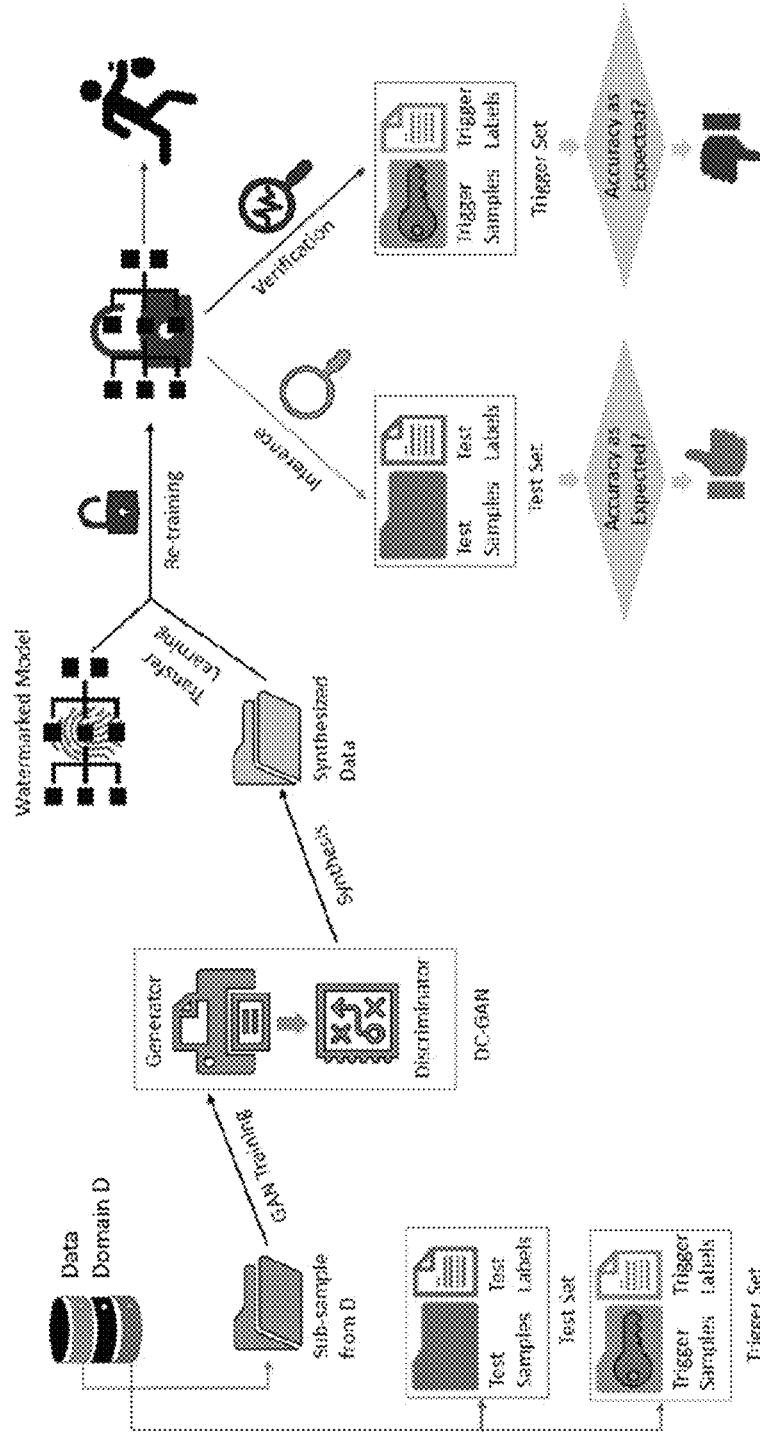 Data
Domain D
Sub-sample
from D
Test
Samples
Test
Labels
Test Set
Trigger
Samples
Trigger
Labels
Trigger Set
GAN Training
Generator
Discriminator
DC-GAN
Synthesis
Synthesized
Data
Watermarked Model
Transfer
Learning
Re-training
Inference
Verification
Test
Samples
Test
Labels
Test Set
Accuracy as
Expected?
Trigger
Samples
Trigger
Labels
Trigger Set
Accuracy as
Expected?